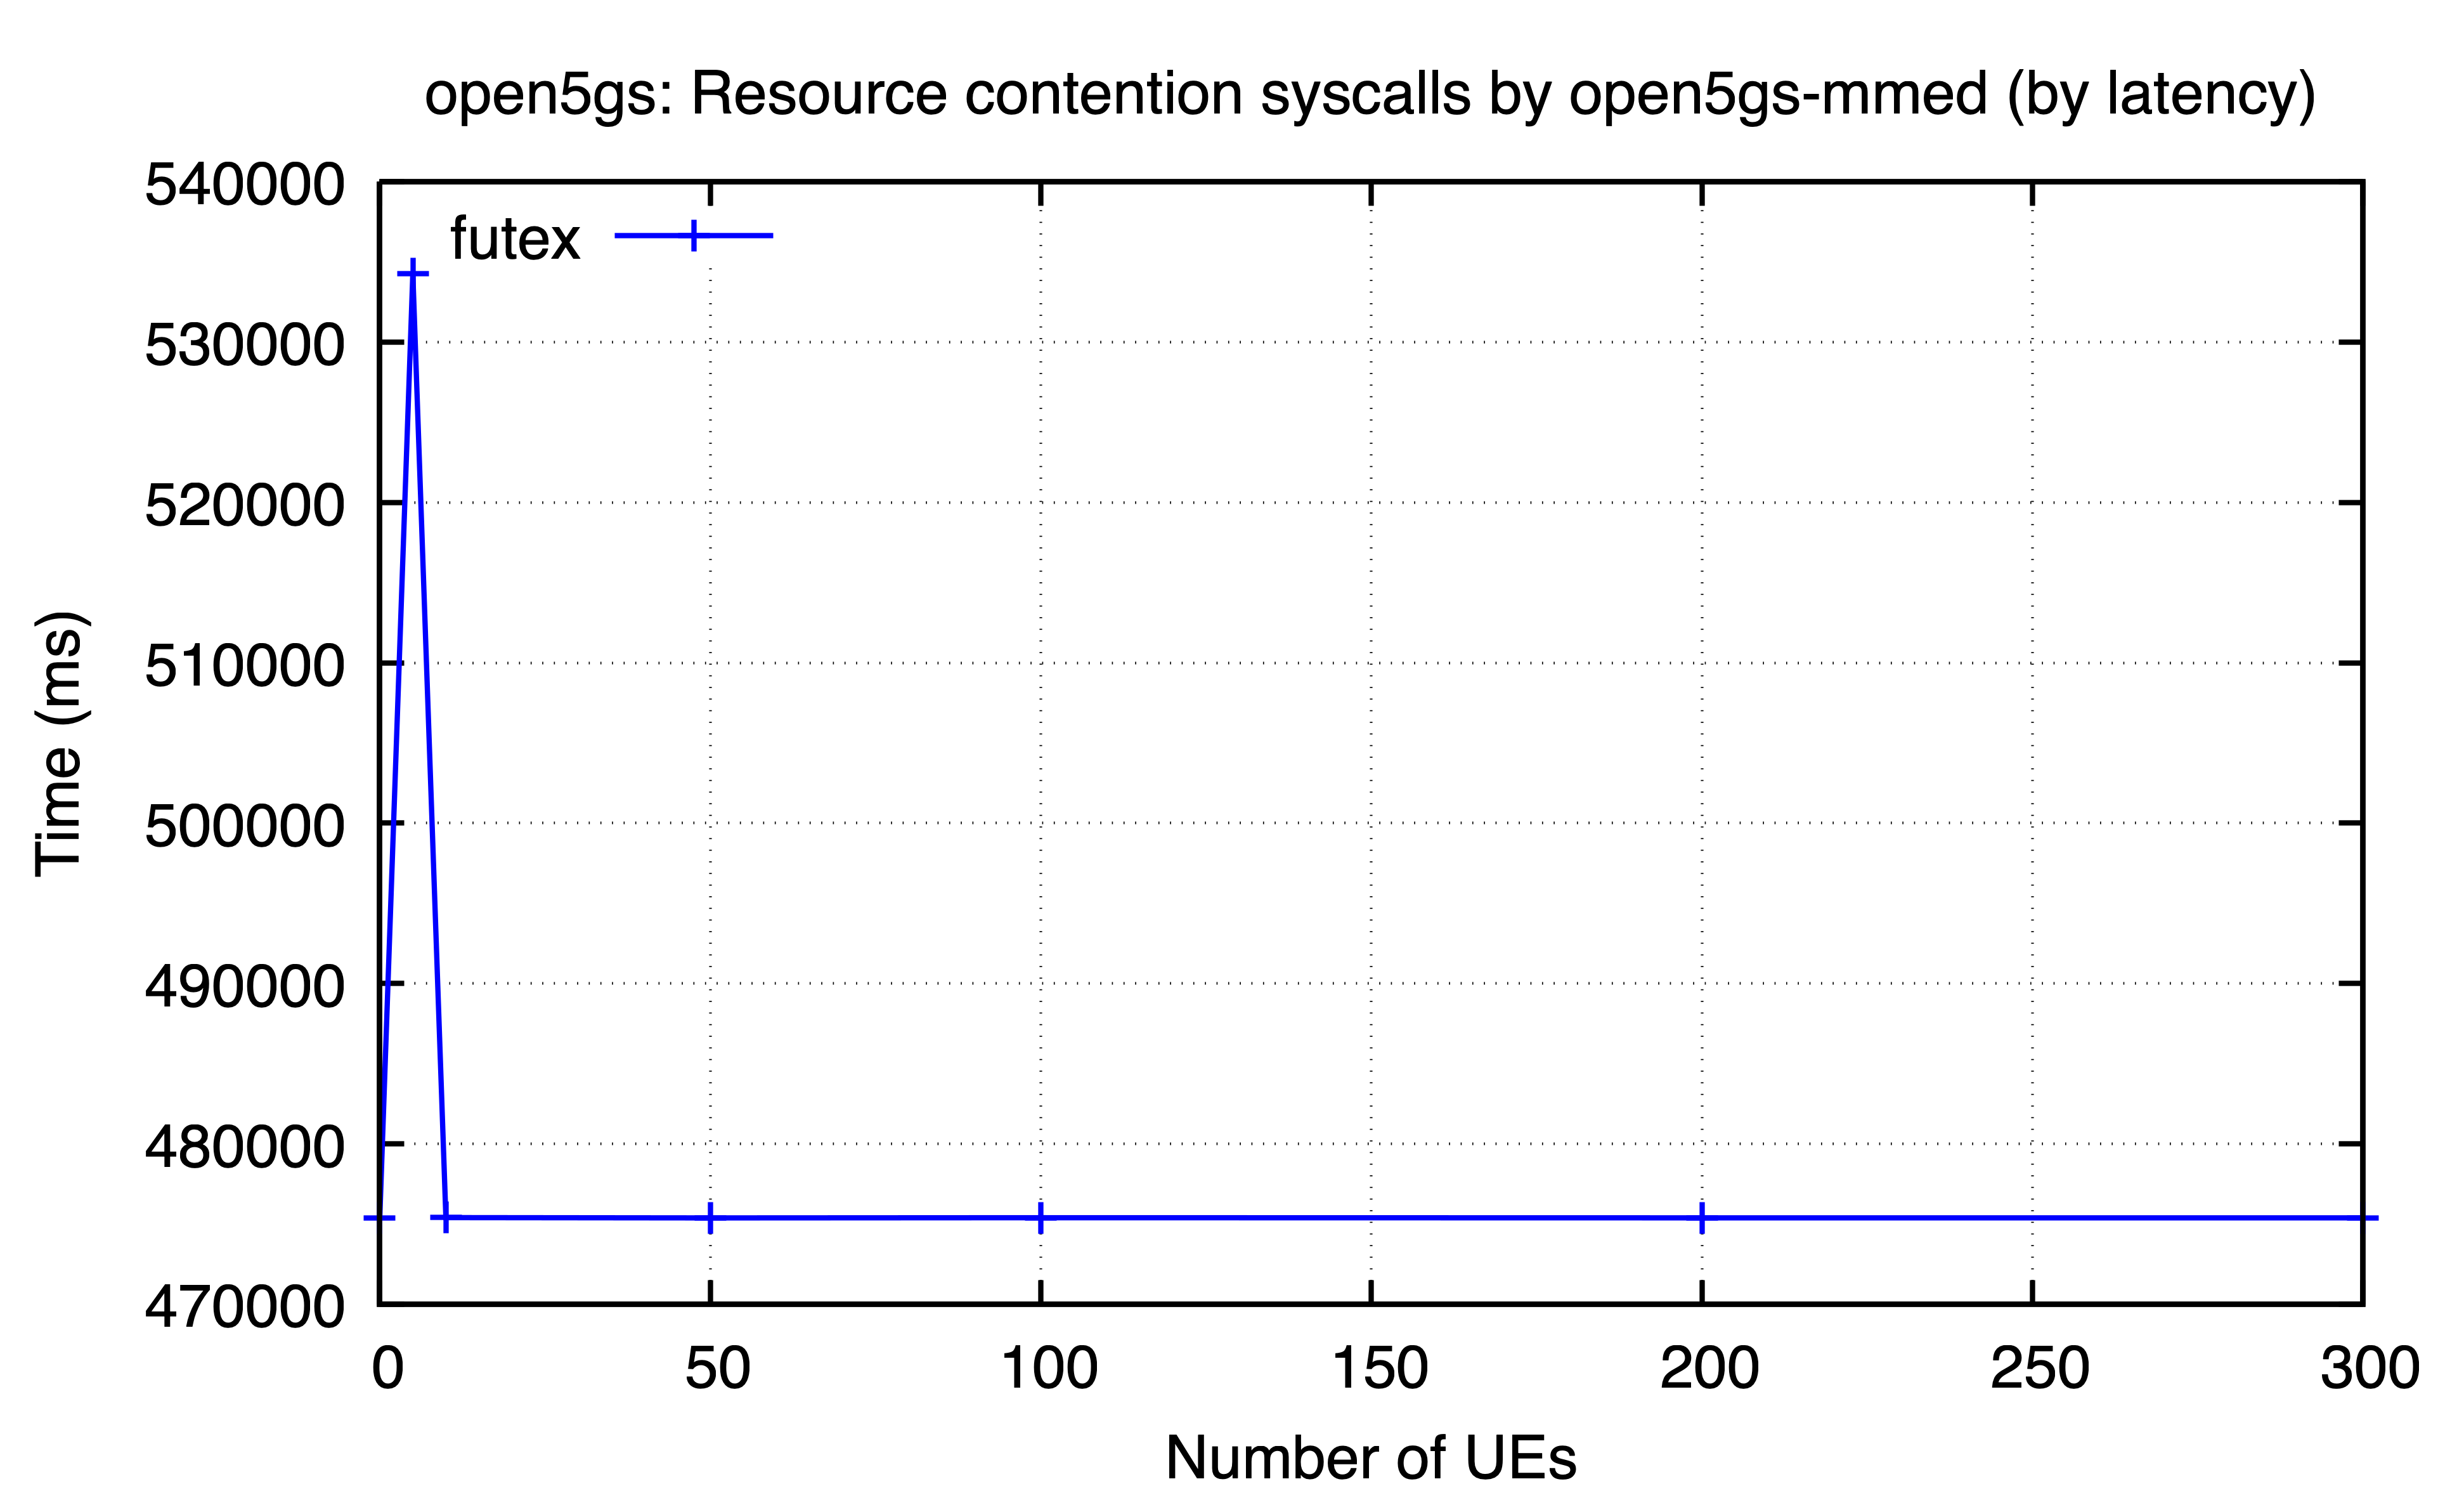 open5gs: Resource contention syscalls by open5gs-mmed (by latency)
540000
futex
530000
520000
510000
500000
490000
480000
470000
Time (ms)
0 50 100 150 200 250 300
Number of UEs